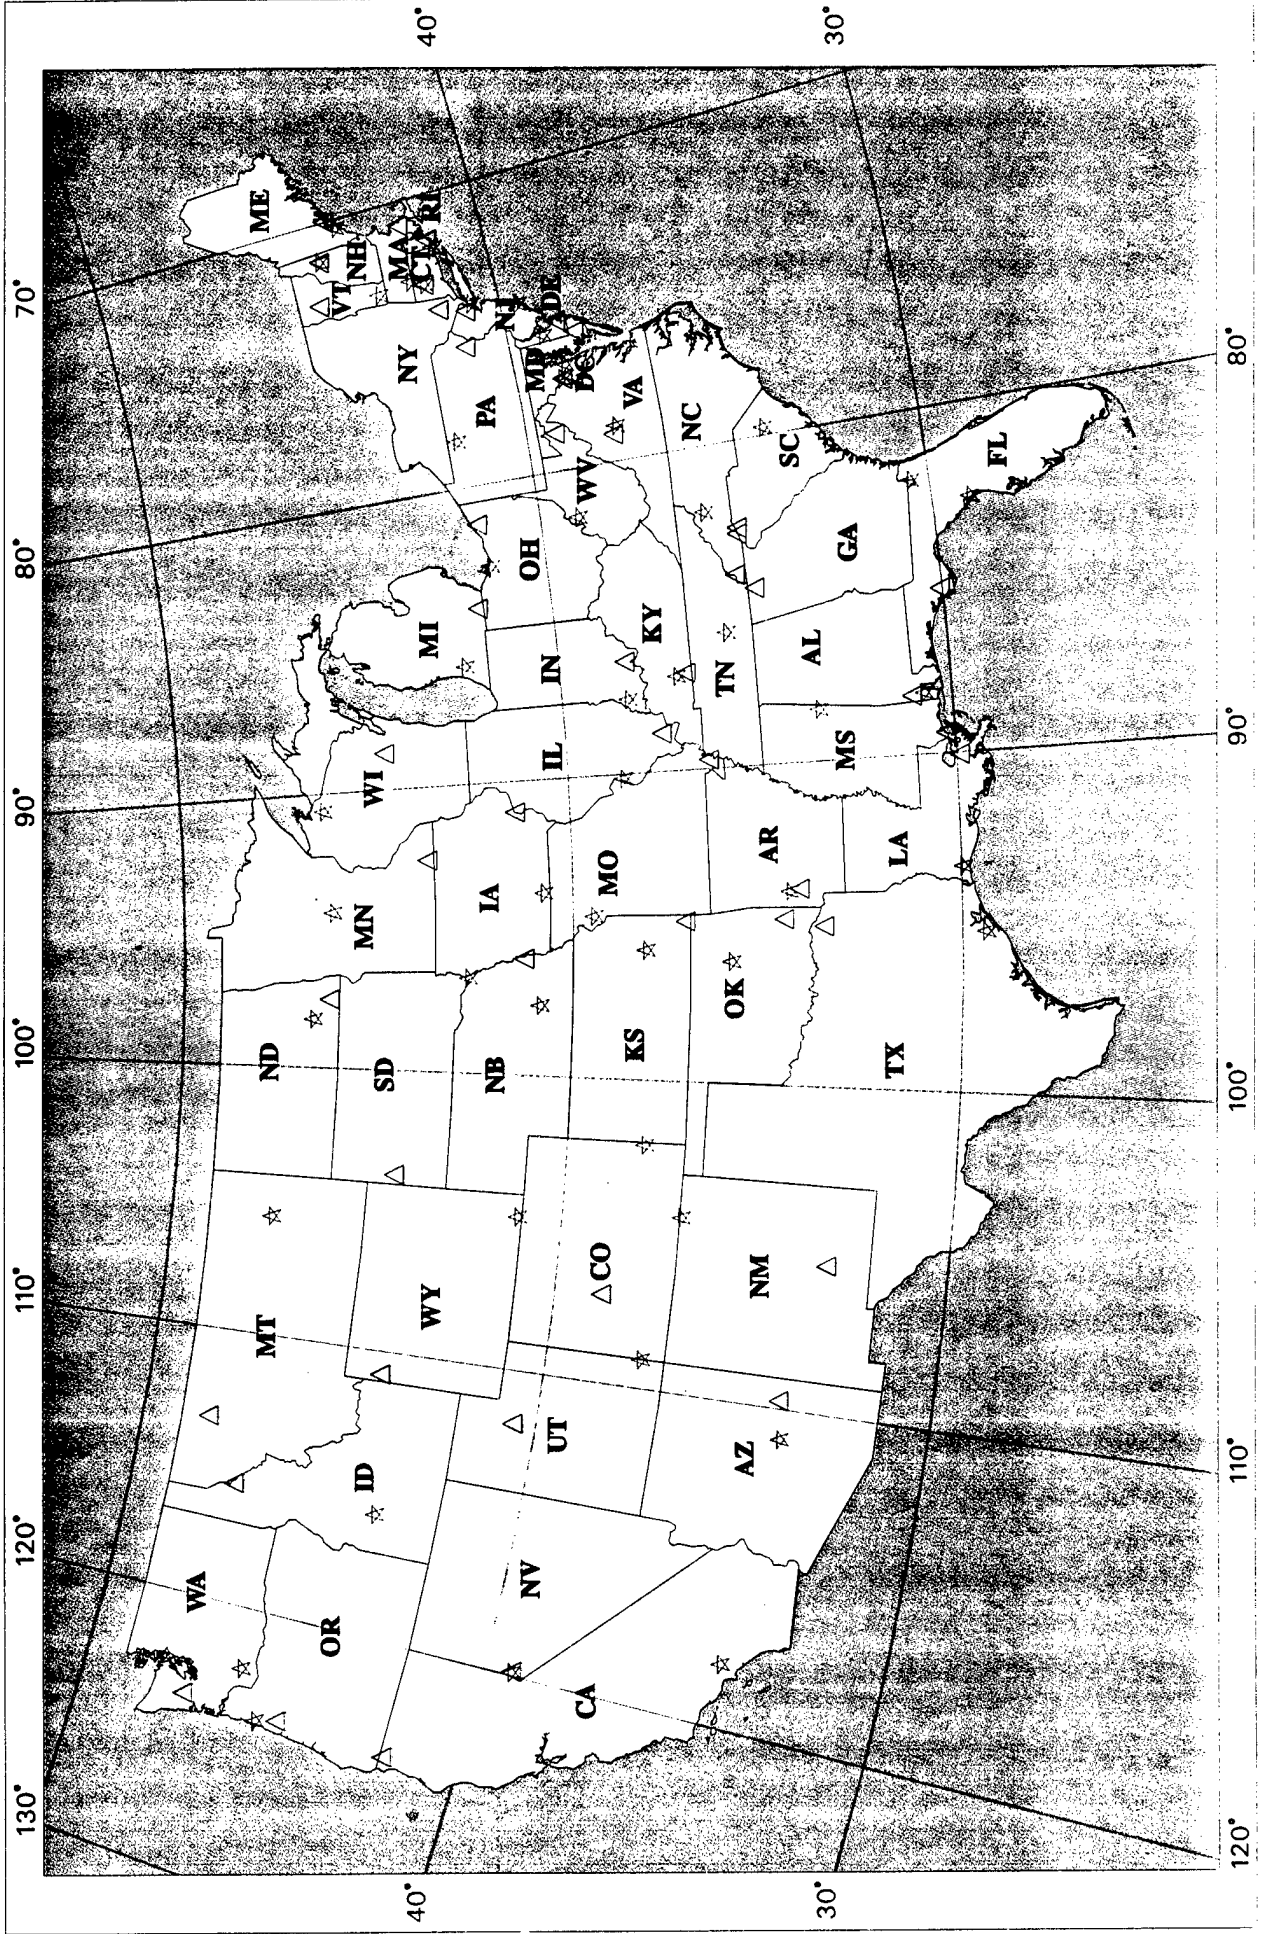 130°
120°
110°
100°
90°
80°
70°
40°
40°
30°
30°
120°
110°
100°
90°
80°
WA
OR
CA
NV
ID
MT
WY
UT
AZ
CO
NM
ND
SD
NB
KS
OK
TX
MN
IA
MO
AR
LA
WI
IL
MI
IN
OH
KY
TN
MS
AL
GA
FL
SC
NC
VA
WV
PA
NY
MD
DC
DE
NJ
VT
NH
MA
CT
RI
ME